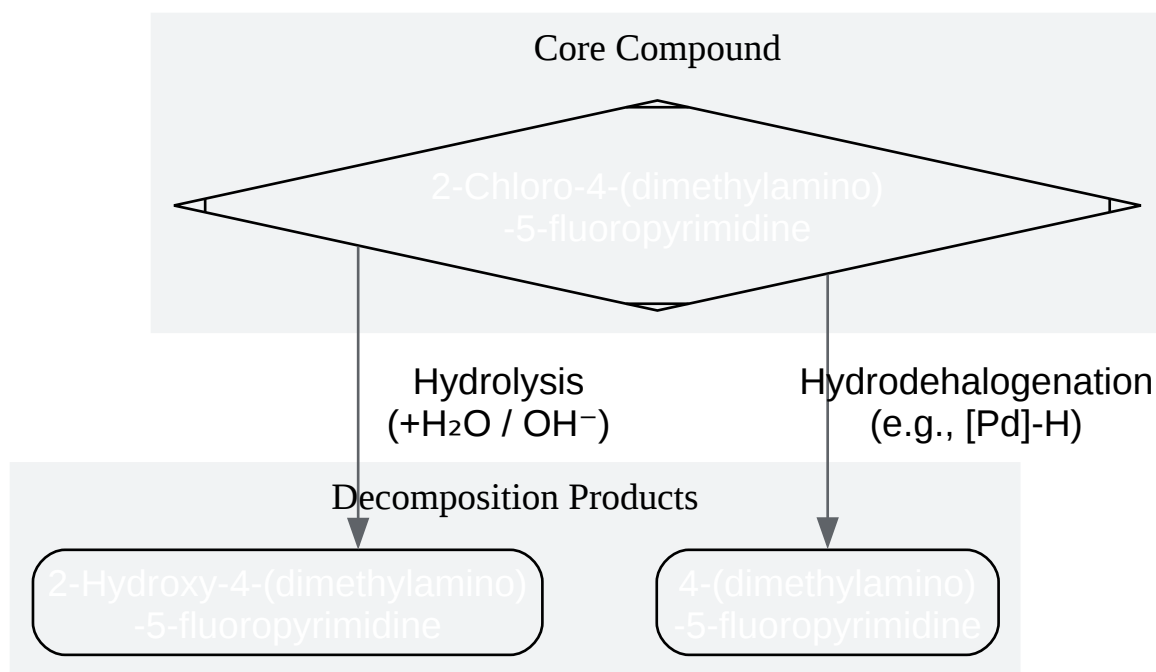 Core Compound
2-Chloro-4-(dimethylamino)
-5-fluoropyrimidine
Hydrolysis
(+H₂O / OH⁻)
Hydrodehalogenation
(e.g., [Pd]-H)
Decomposition Products
2-Hydroxy-4-(dimethylamino)
-5-fluoropyrimidine
4-(dimethylamino)
-5-fluoropyrimidine